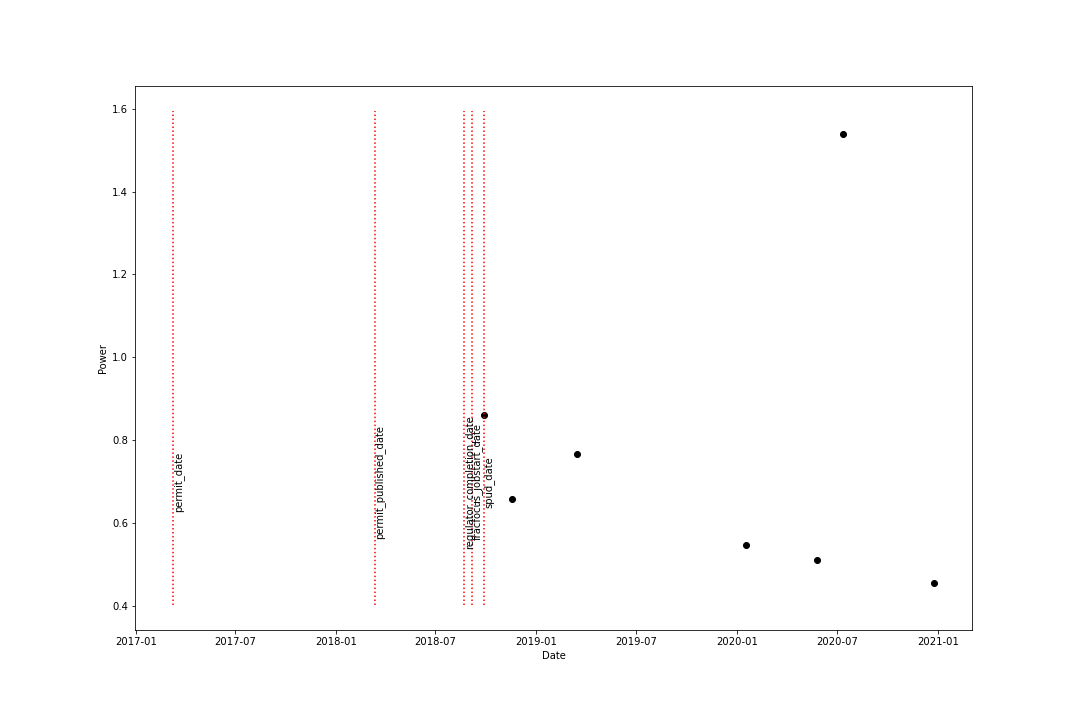 1.6
1.4
1.2
1.0
0.8
0.6
0.4
Power
permit_date
permit_published_date
regulator_completion_date
fracfocus_jobstart_date
spud_date
2017-01
2017-07
2018-01
2018-07
2019-01
2019-07
2020-01
2020-07
2021-01
Date